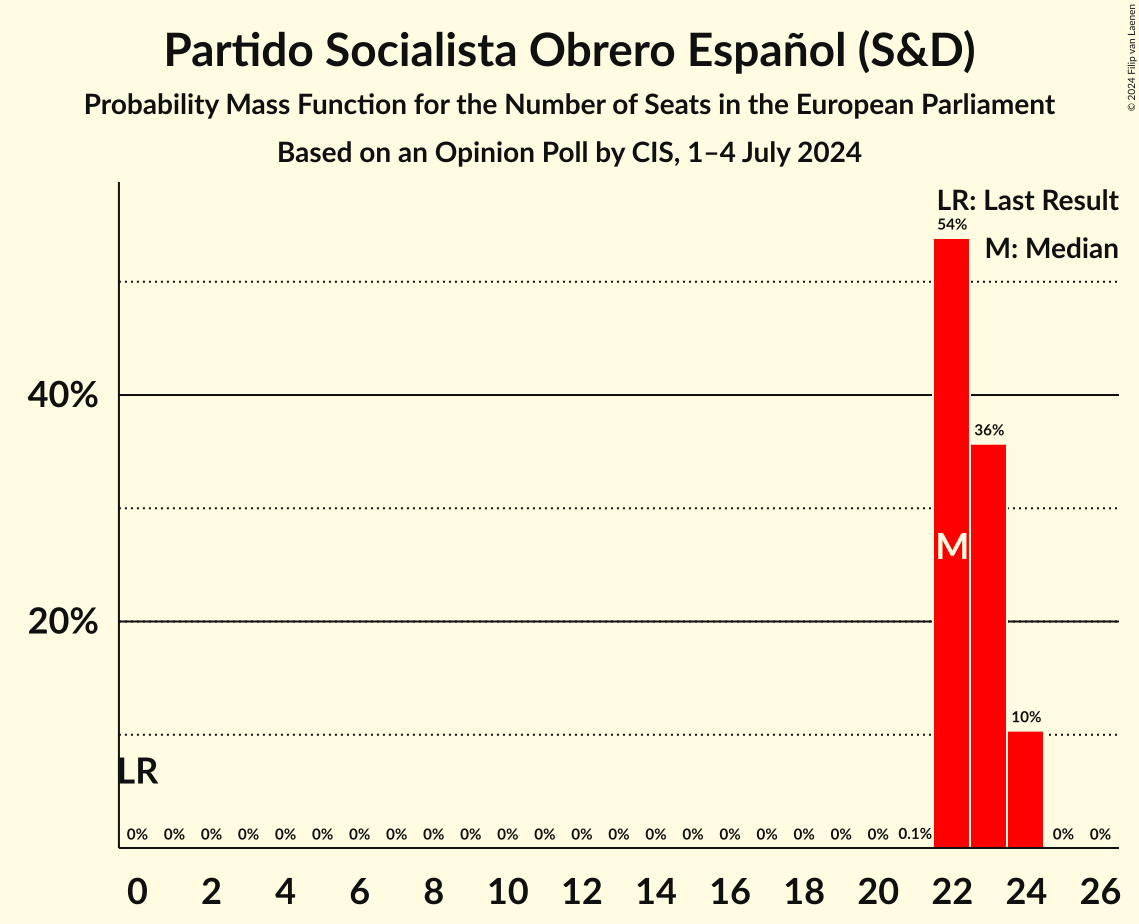 Partido Socialista Obrero Español (S&D)
Probability Mass Function for the Number of Seats in the European Parliament
Based on an Opinion Poll by CIS, 1–4 July 2024
© 2024 Filip van Laenen
LR: Last Result
54%
M: Median
40%
36%
M
20%
10%
LR
0% 0% 0% 0% 0% 0% 0% 0% 0% 0% 0% 0% 0% 0% 0% 0% 0% 0% 0% 0% 0% 0.1% 0% 0%
0 2 4 6 8 10 12 14 16 18 20 22 24 26